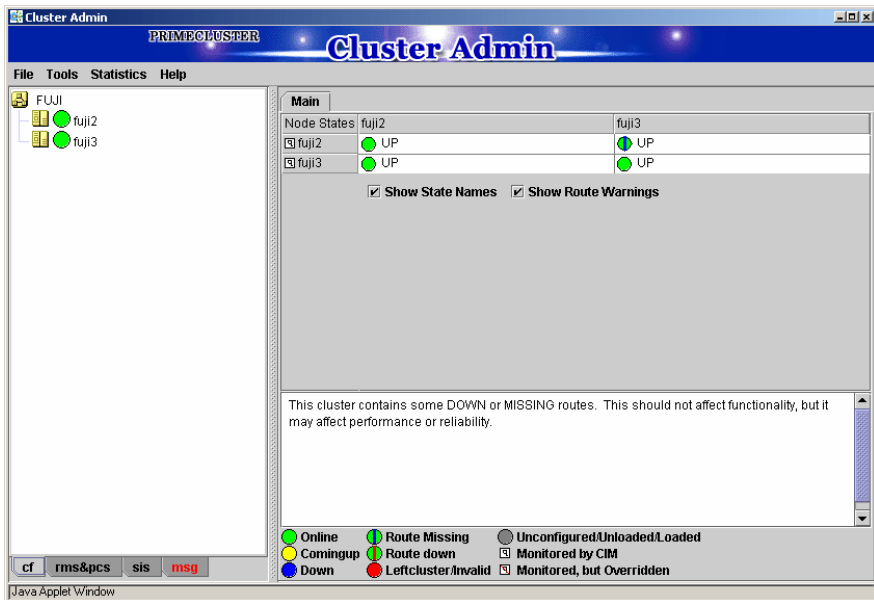 Cluster Admin
PRIMECLUSTER
Cluster Admin
File Tools Statistics Help
FUJI
fuji2
fuji3
Main
Node States fuji2 fuji3
fuji2 UP UP
fuji3 UP UP
Show State Names Show Route Warnings
This cluster contains some DOWN or MISSING routes. This should not affect functionality, but it
may affect performance or reliability.
Online Route Missing Unconfigured/Unloaded/Loaded
Comingup Route down Monitored by CIM
Down Leftcluster/Invalid Monitored, but Overridden
cf rms&pcs sis msg
Java Applet Window